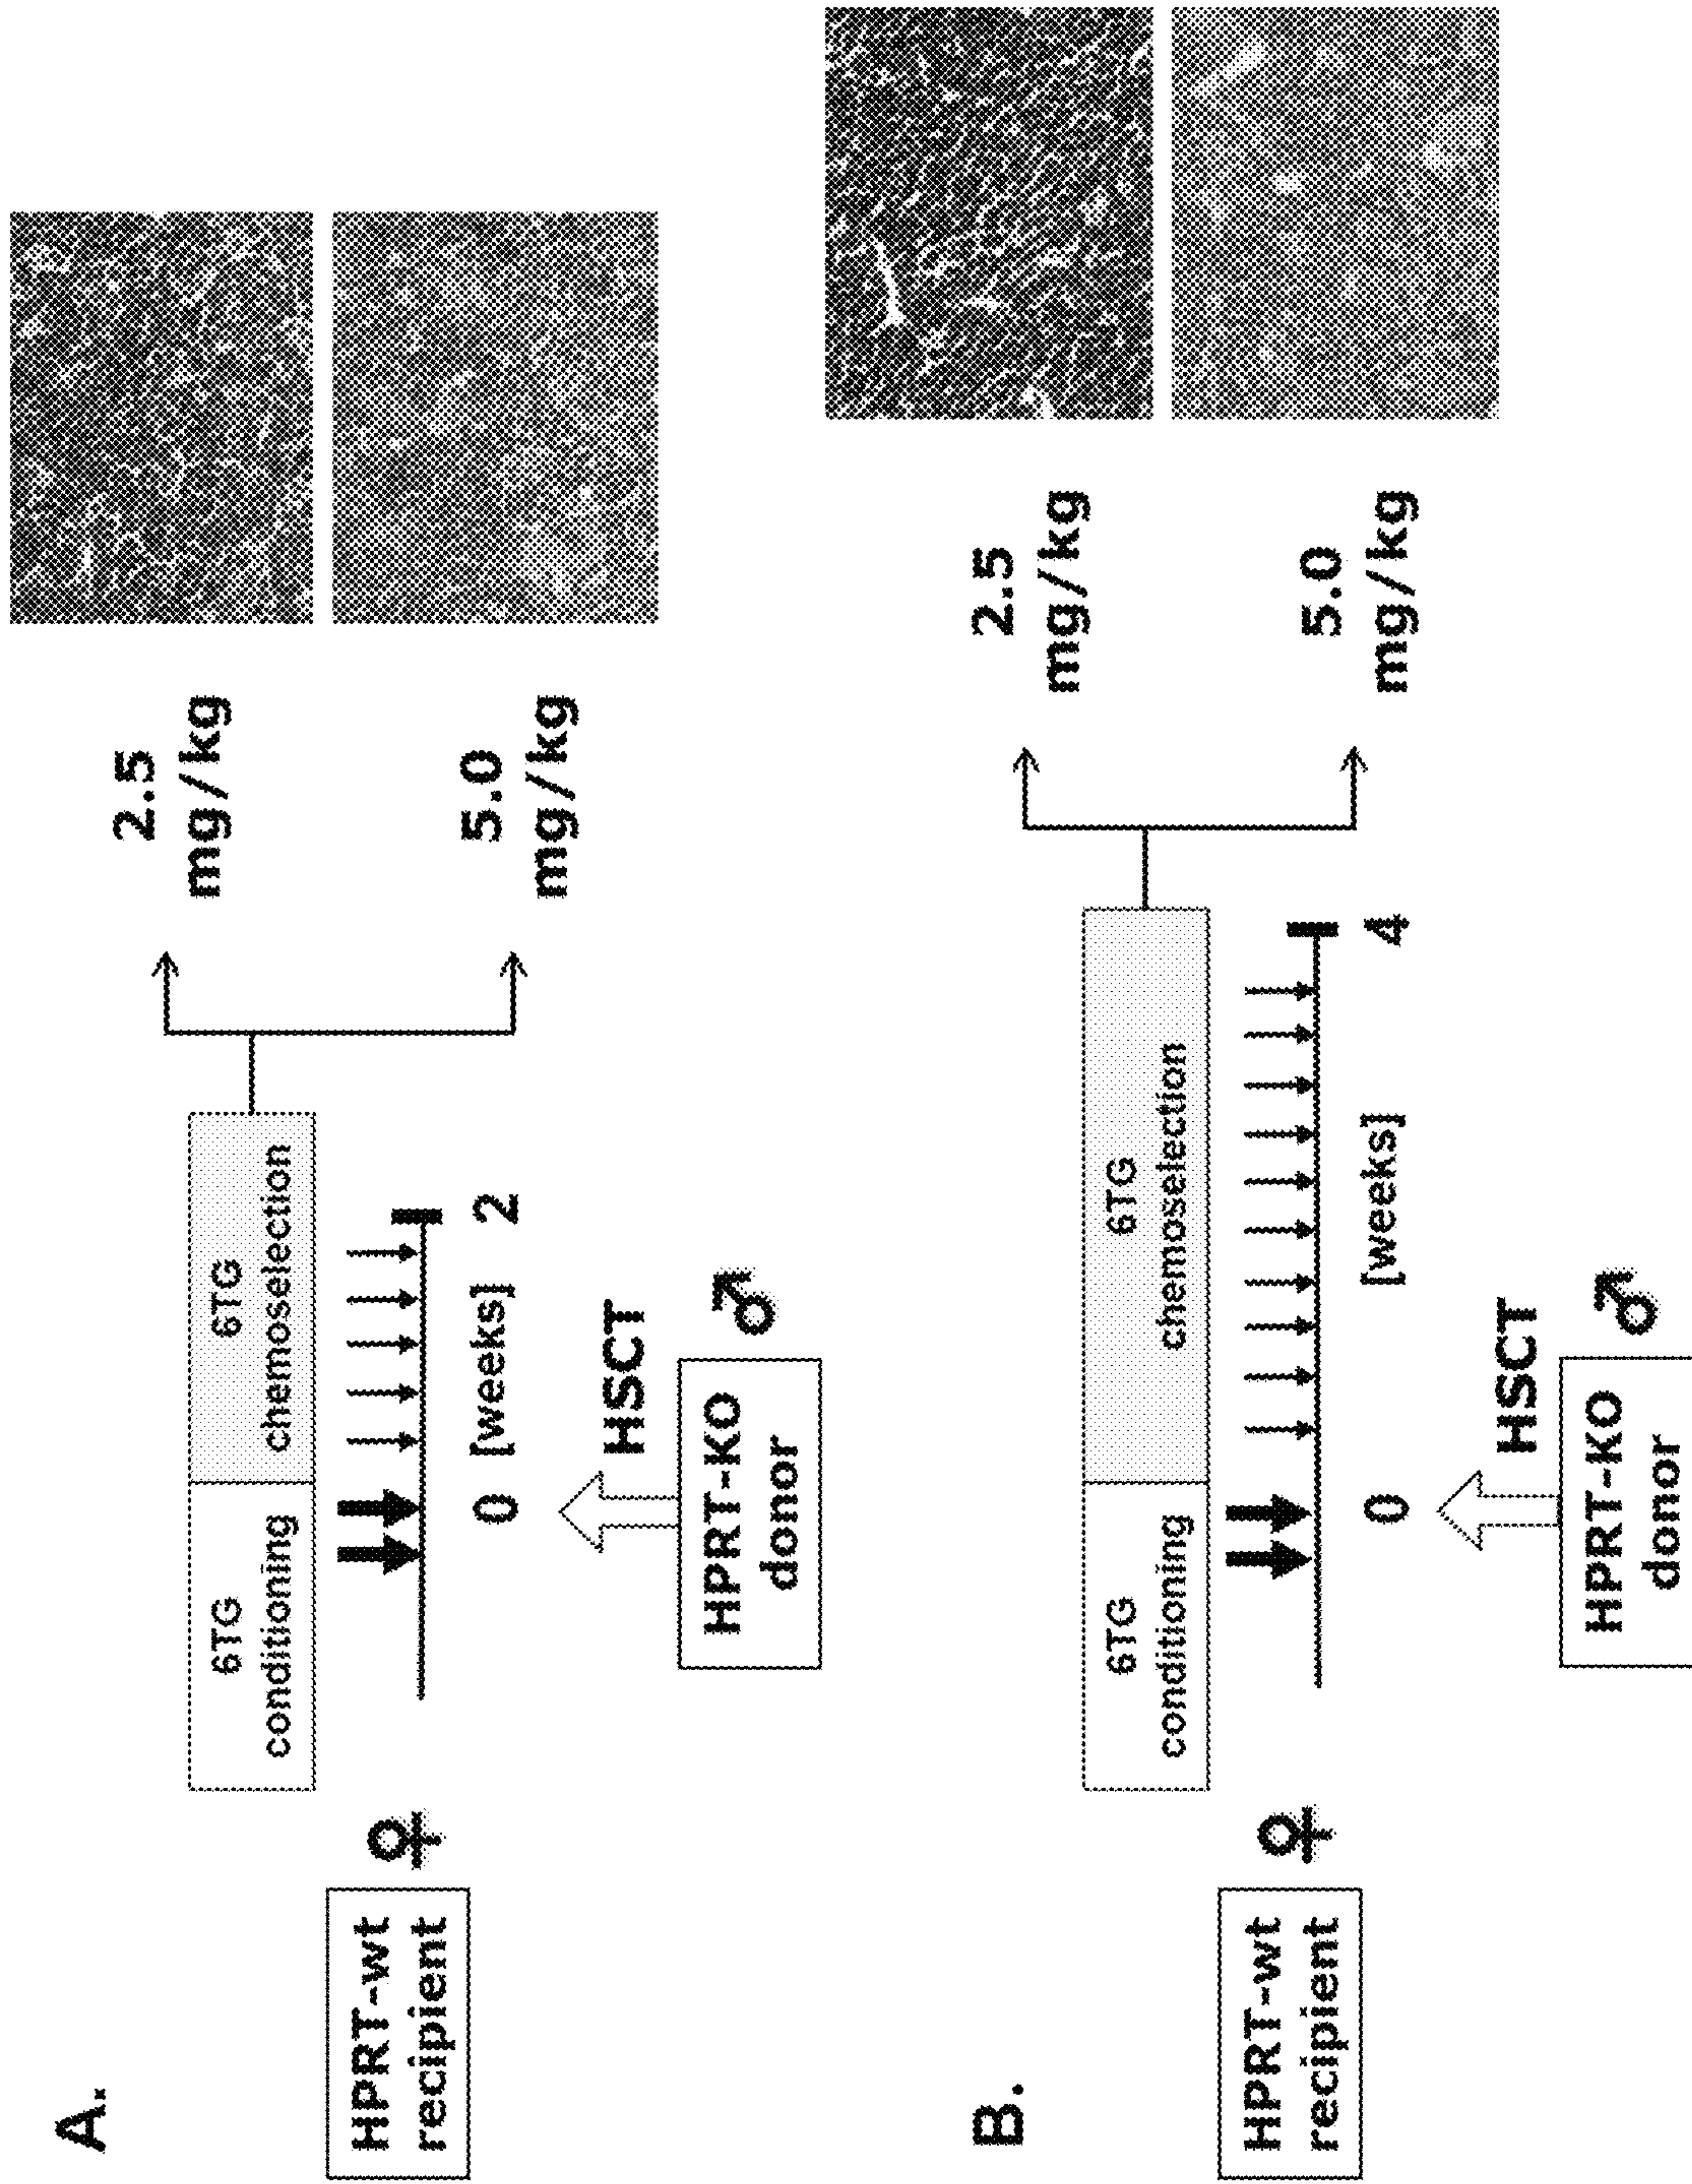 A.
HPRT-wt
recipient
♀
6TG
conditioning
6TG
chemoselection
0 [weeks] 2
HSCT
HPRT-KO
donor
♂
2.5
mg/kg
5.0
mg/kg
B.
HPRT-wt
recipient
♀
6TG
conditioning
6TG
chemoselection
0 [weeks] 4
HSCT
HPRT-KO
donor
♂
2.5
mg/kg
5.0
mg/kg